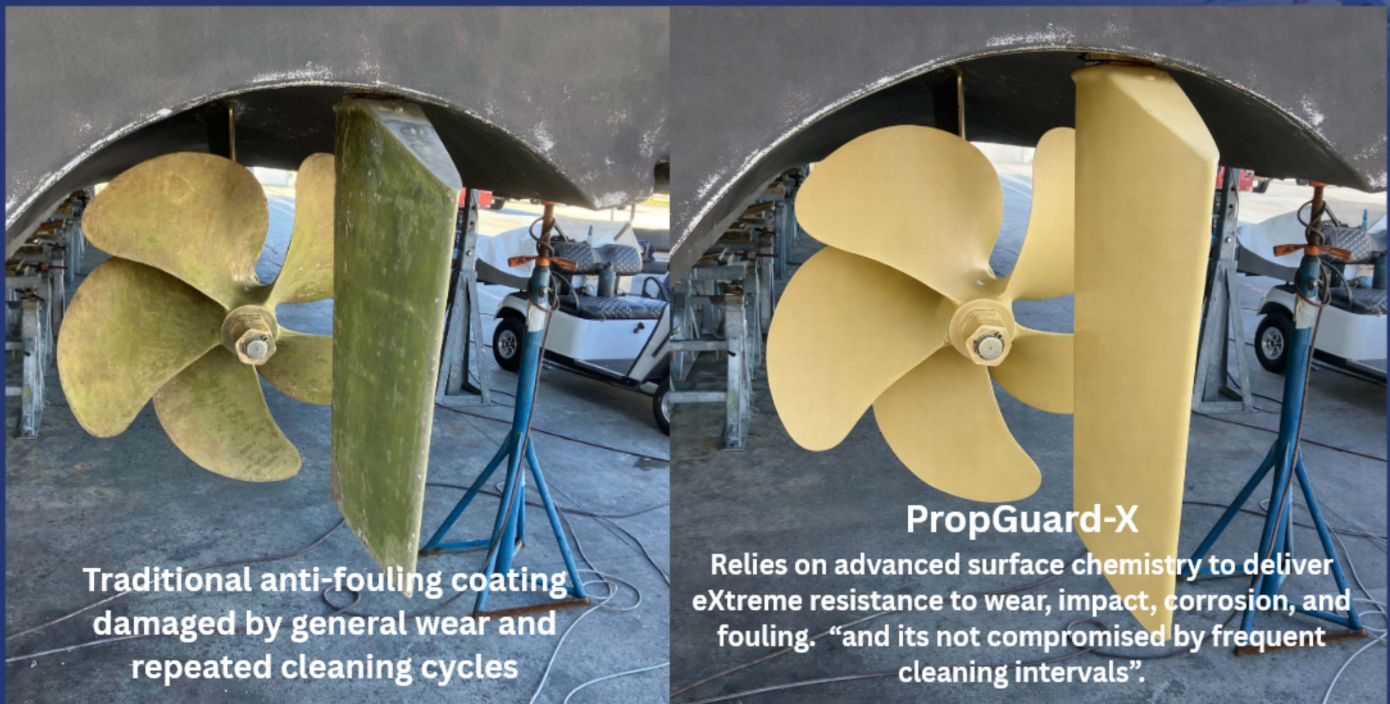 Traditional anti-fouling coating
damaged by general wear and
repeated cleaning cycles
PropGuard-X
Relies on advanced surface chemistry to deliver
eXtreme resistance to wear, impact, corrosion, and
fouling. “and its not compromised by frequent
cleaning intervals”.